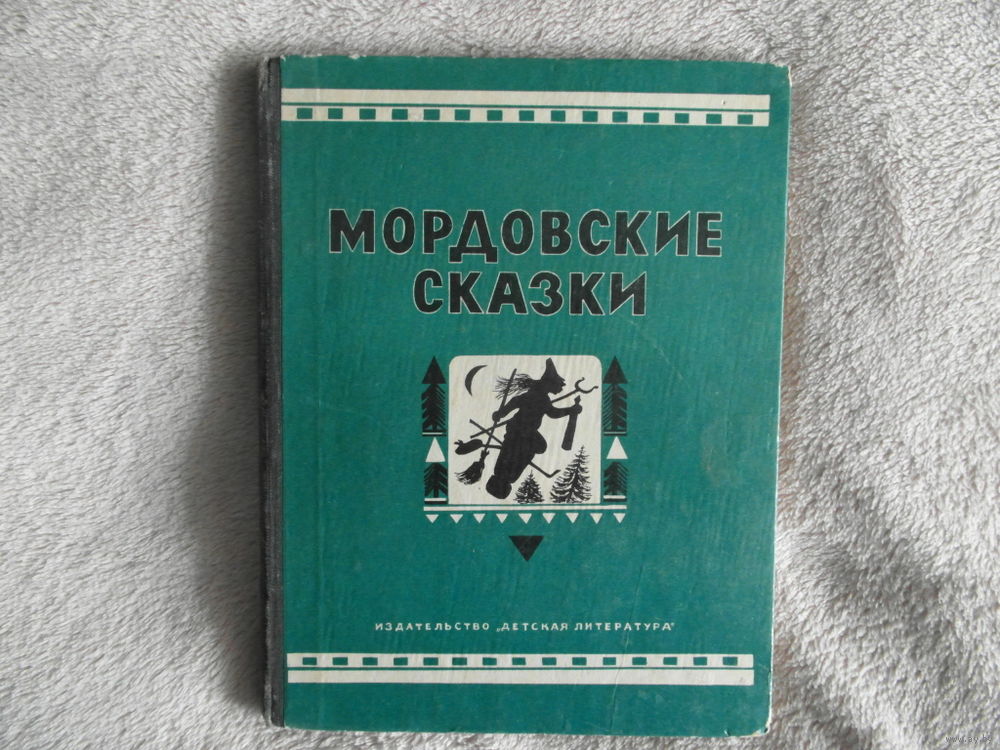 МОРДОВСКИЕ
СКАЗКИ
ИЗДАТЕЛЬСТВО „ДЕТСКАЯ ЛИТЕРАТУРА"